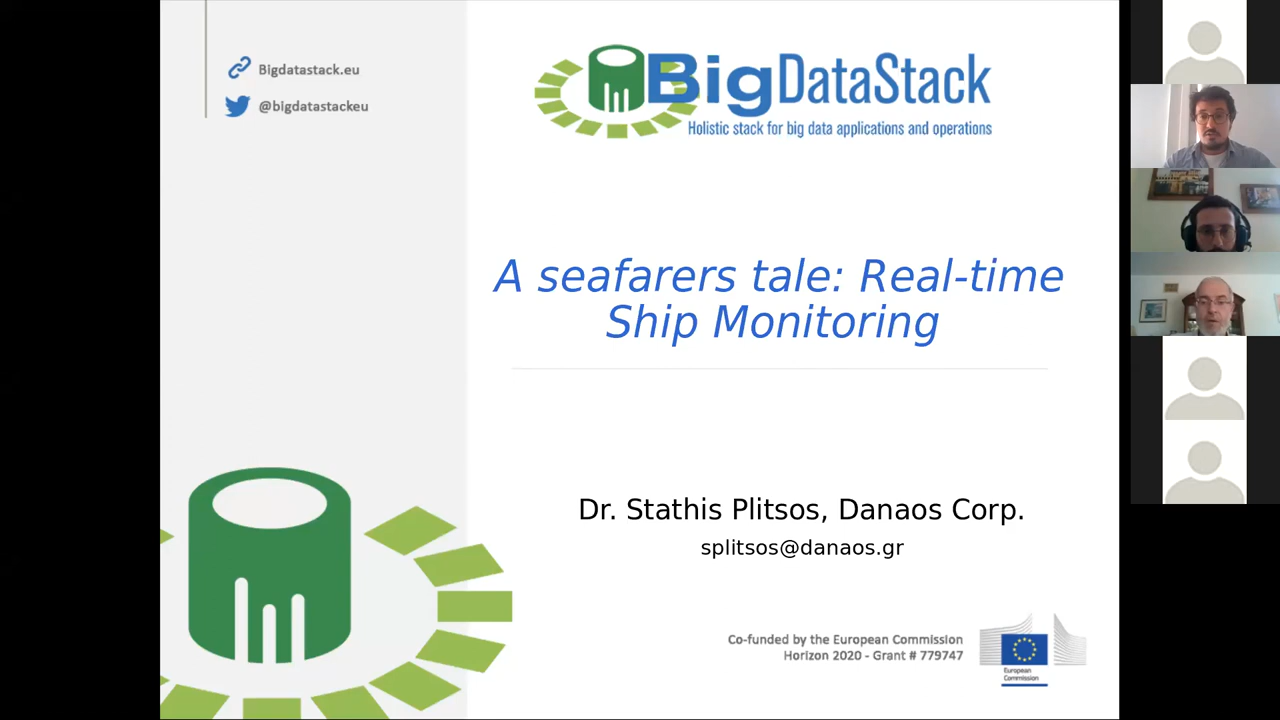 Bigdatastack.eu
@bigdatastackeu
BigDataStack
Holistic stack for big data applications and operations
A seafarers tale: Real-time
Ship Monitoring
Dr. Stathis Plitsos, Danaos Corp.
splitsos@danaos.gr
Co-funded by the European Commission
Horizon 2020 - Grant # 779747
European
Commission